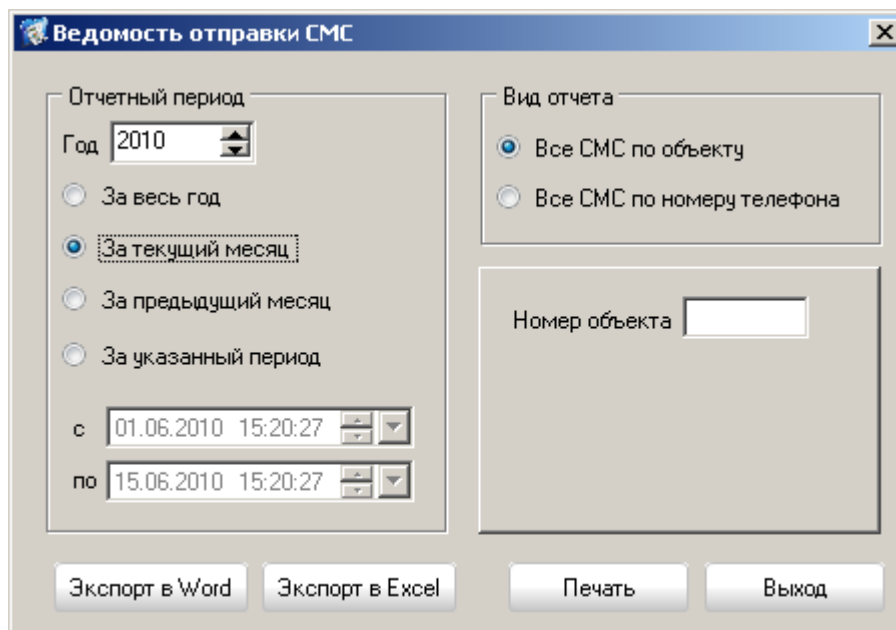 Ведомость отправки СМС
Отчетный период
Год 2010
За весь год
За текущий месяц
За предыдущий месяц
За указанный период
с 01.06.2010 15:20:27
по 15.06.2010 15:20:27
Вид отчета
Все СМС по объекту
Все СМС по номеру телефона
Номер объекта
Экспорт в Word
Экспорт в Excel
Печать
Выход